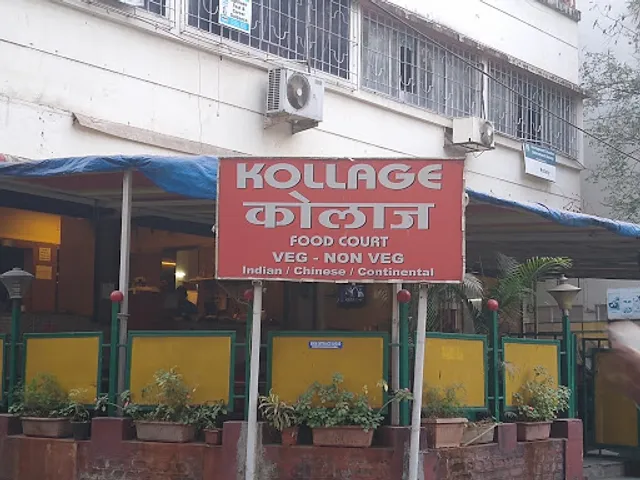 KOLLAGE
कोलाज
FOOD COURT
VEG - NON VEG
Indian / Chinese / Continental